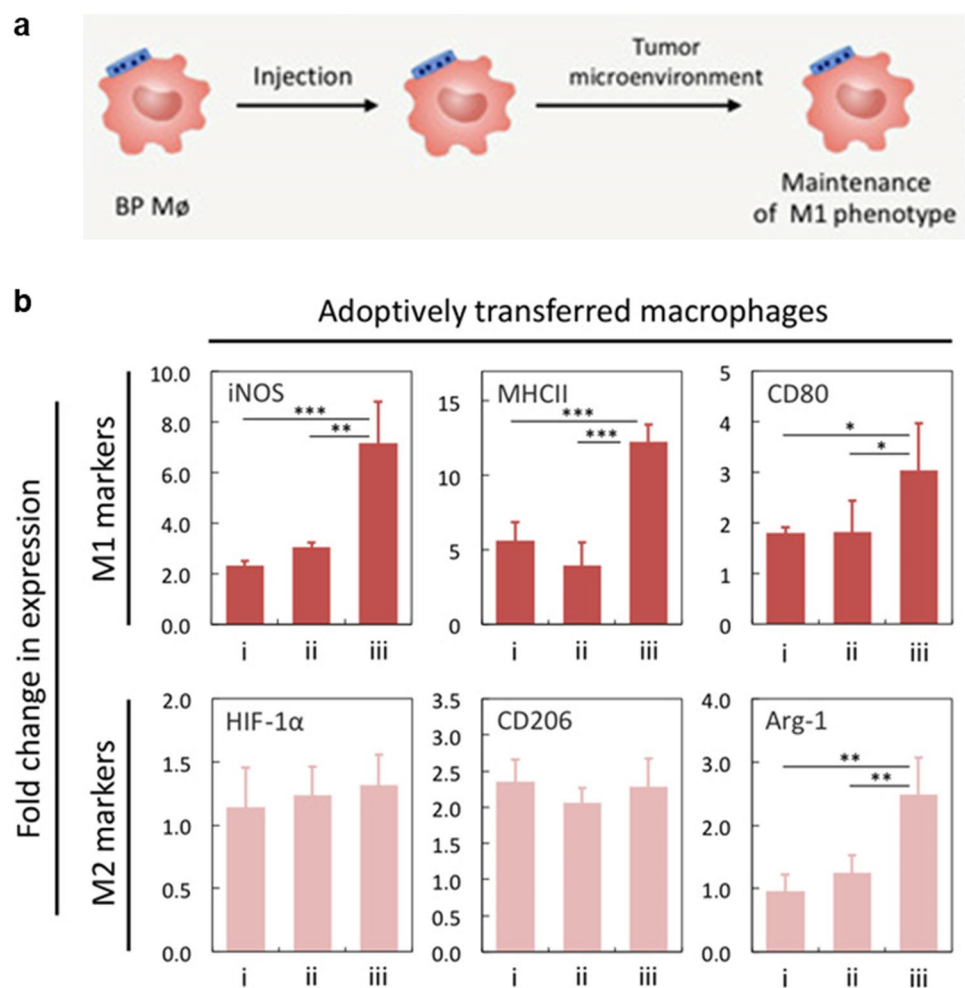 a
Injection
Tumor
microenvironment
BP Mø
Maintenance
of M1 phenotype
b
Adoptively transferred macrophages
Fold change in expression
M1 markers
iNOS
10.0
8.0
6.0
4.0
2.0
0.0
***
**
i ii iii
MHCII
15
10
5
0
***
***
i ii iii
CD80
5
4
3
2
1
0
*
*
i ii iii
M2 markers
HIF-1α
2.0
1.5
1.0
0.5
0.0
i ii iii
CD206
3.5
3.0
2.5
2.0
1.5
1.0
0.5
0.0
i ii iii
Arg-1
4.0
3.0
2.0
1.0
0.0
**
**
i ii iii